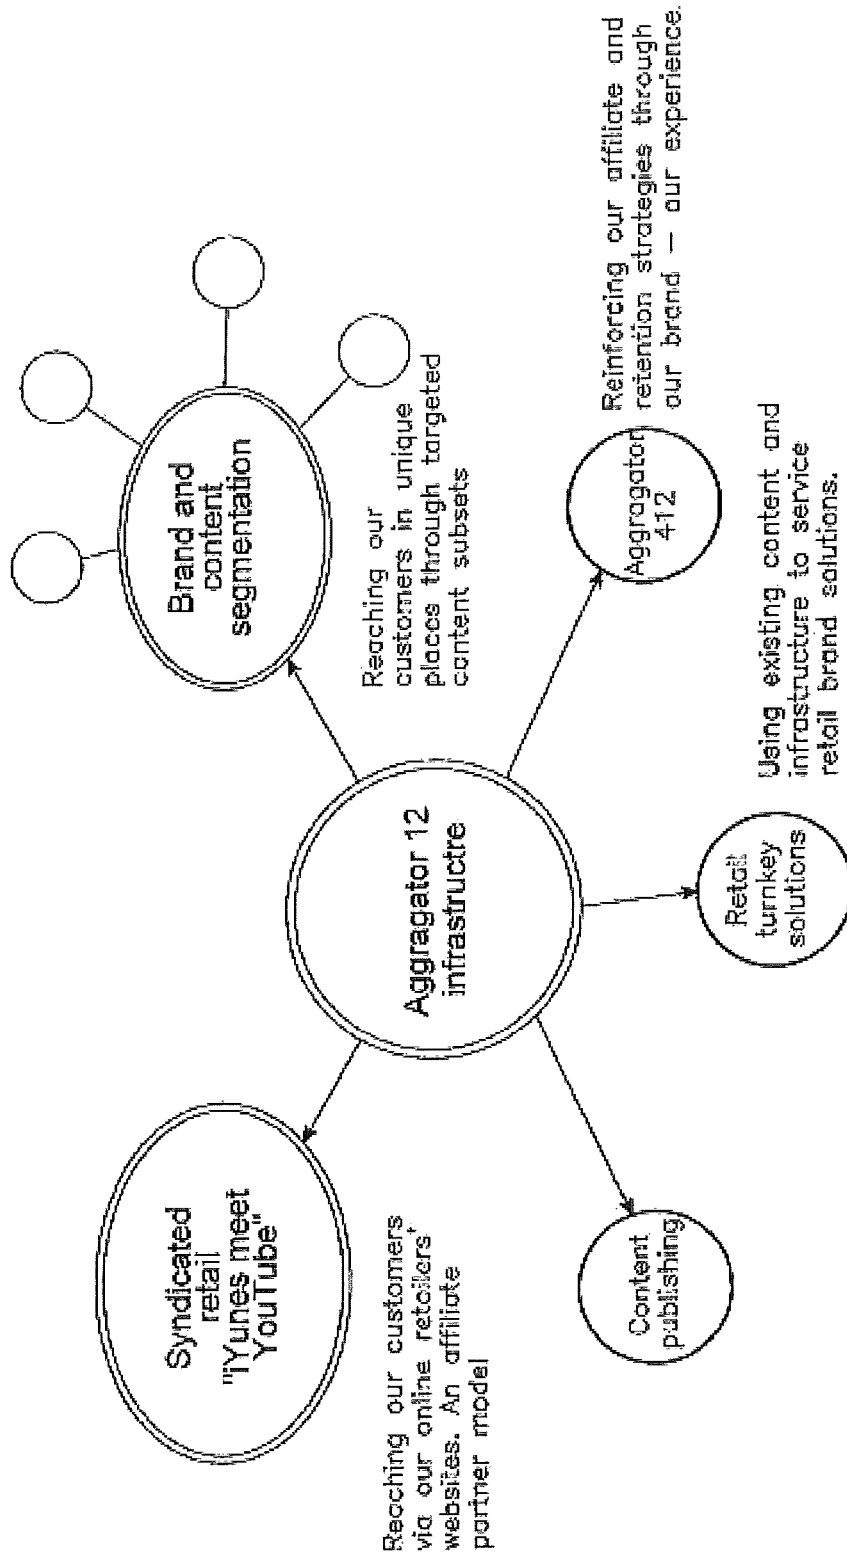 Syndicated
retail
"iYunes meet
YouTube"
Brand and
content
segmentation
Reaching our customers
via our online retailers'
websites. An affiliate
partner model
Reaching our
customers in unique
places through targeted
content subsets
Aggragator 12
infrastructre
Content
publishing
Retail
turnkey
solutions
Aggragator
412
Reinforcing our affiliate and
retention strategies through
our brand – our experience.
Using existing content and
infrastructure to service
retail brand solutions.